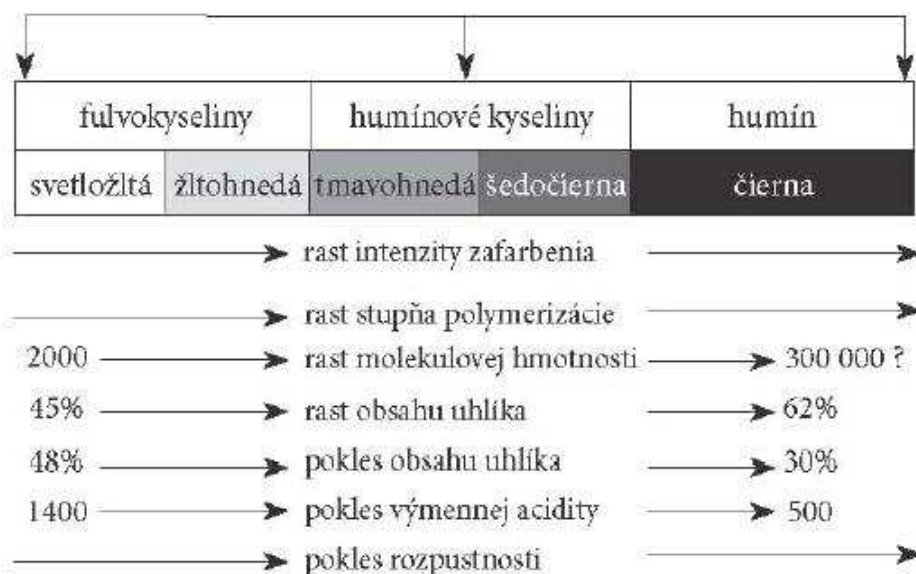 fulvokyseliny humínové kyseliny humín
svetložltá žltohnedá tmavohnedá šedočierna čierna
rast intenzity zafarbenia
rast stupňa polymerizácie
2000 rast molekulovej hmotnosti 300 000 ?
45% rast obsahu uhlíka 62%
48% pokles obsahu uhlíka 30%
1400 pokles výmennej acidity 500
pokles rozpustnosti